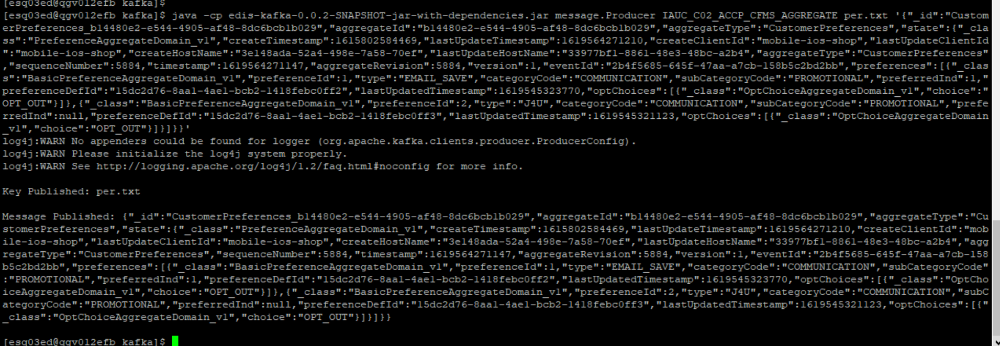 [esq03ed@qgv012efb kafka]$
[esq03ed@qgv012efb kafka]$ java -cp edis-kafka-0.0.2-SNAPSHOT-jar-with-dependencies.jar message.Producer IAUC_C02_ACCP_CFMS_AGGREGATE per.txt '{"_id":"Custom
erPreferences_b14480e2-e544-4905-af48-8dc6bcb1b029","aggregateId":"b14480e2-e544-4905-af48-8dc6bcb1b029","aggregateType":"CustomerPreferences","state":{"_cla
ss":"PreferenceAggregateDomain_v1","createTimestamp":1615802584469,"lastUpdateTimestamp":1619564271210,"createClientId":"mobile-ios-shop","lastUpdateClientId
":"mobile-ios-shop","createHostName":"3e148ada-52a4-498e-7a58-70ef","lastUpdateHostName":"33977bf1-8861-48e3-48bc-a2b4","aggregateType":"CustomerPreferences"
,"sequenceNumber":5884,"timestamp":1619564271147,"aggregateRevision":5884,"version":1,"eventId":"2b4f5685-645f-47aa-a7cb-158b5c2bd2bb","preferences":[{"_clas
s":"BasicPreferenceAggregateDomain_v1","preferenceId":1,"type":"EMAIL_SAVE","categoryCode":"COMMUNICATION","subCategoryCode":"PROMOTIONAL","preferredInd":1,"
preferenceDefId":"15dc2d76-8aa1-4ae1-bcb2-1418febc0ff2","lastUpdatedTimestamp":1619545323770,"optChoices":[{"_class":"OptChoiceAggregateDomain_v1","choice":"
OPT_OUT"}]},{"_class":"BasicPreferenceAggregateDomain_v1","preferenceId":2,"type":"J4U","categoryCode":"COMMUNICATION","subCategoryCode":"PROMOTIONAL","prefe
rredInd":null,"preferenceDefId":"15dc2d76-8aa1-4ae1-bcb2-1418febc0ff3","lastUpdatedTimestamp":1619545321123,"optChoices":[{"_class":"OptChoiceAggregateDomain
_v1","choice":"OPT_OUT"}]}]}}'
log4j:WARN No appenders could be found for logger (org.apache.kafka.clients.producer.ProducerConfig).
log4j:WARN Please initialize the log4j system properly.
log4j:WARN See http://logging.apache.org/log4j/1.2/faq.html#noconfig for more info.
Key Published: per.txt
Message Published: {"_id":"CustomerPreferences_b14480e2-e544-4905-af48-8dc6bcb1b029","aggregateId":"b14480e2-e544-4905-af48-8dc6bcb1b029","aggregateType":"Cu
stomerPreferences","state":{"_class":"PreferenceAggregateDomain_v1","createTimestamp":1615802584469,"lastUpdateTimestamp":1619564271210,"createClientId":"mob
ile-ios-shop","lastUpdateClientId":"mobile-ios-shop","createHostName":"3e148ada-52a4-498e-7a58-70ef","lastUpdateHostName":"33977bf1-8861-48e3-48bc-a2b4","agg
regateType":"CustomerPreferences","sequenceNumber":5884,"timestamp":1619564271147,"aggregateRevision":5884,"version":1,"eventId":"2b4f5685-645f-47aa-a7cb-158
b5c2bd2bb","preferences":[{"_class":"BasicPreferenceAggregateDomain_v1","preferenceId":1,"type":"EMAIL_SAVE","categoryCode":"COMMUNICATION","subCategoryCode"
:"PROMOTIONAL","preferredInd":1,"preferenceDefId":"15dc2d76-8aa1-4ae1-bcb2-1418febc0ff2","lastUpdatedTimestamp":1619545323770,"optChoices":[{"_class":"OptCho
iceAggregateDomain_v1","choice":"OPT_OUT"}]},{"_class":"BasicPreferenceAggregateDomain_v1","preferenceId":2,"type":"J4U","categoryCode":"COMMUNICATION","subC
ategoryCode":"PROMOTIONAL","preferredInd":null,"preferenceDefId":"15dc2d76-8aa1-4ae1-bcb2-1418febc0ff3","lastUpdatedTimestamp":1619545321123,"optChoices":[{"
_class":"OptChoiceAggregateDomain_v1","choice":"OPT_OUT"}]}]}}
[esq03ed@qgv012efb kafka]$